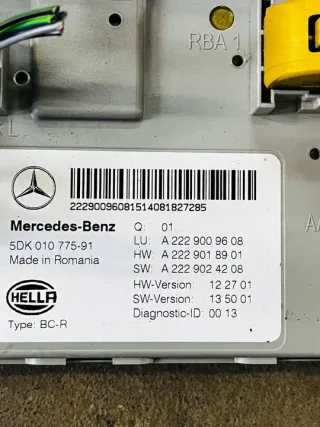 RBA 1
L
2229009608151408182​7285
Mercedes-Benz
Q: 01
5DK 010 775-91
LU: A 222 900 96 08
Made in Romania
HW: A 222 901 89 01
SW: A 222 902 42 08
HELLA
HW-Version: 12 27 01
SW-Version: 13 50 01
Type: BC-R
Diagnostic-ID: 00 13